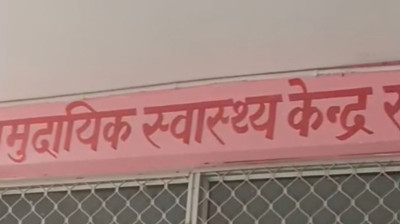 मुदायिक स्वास्थ्य केन्द्र